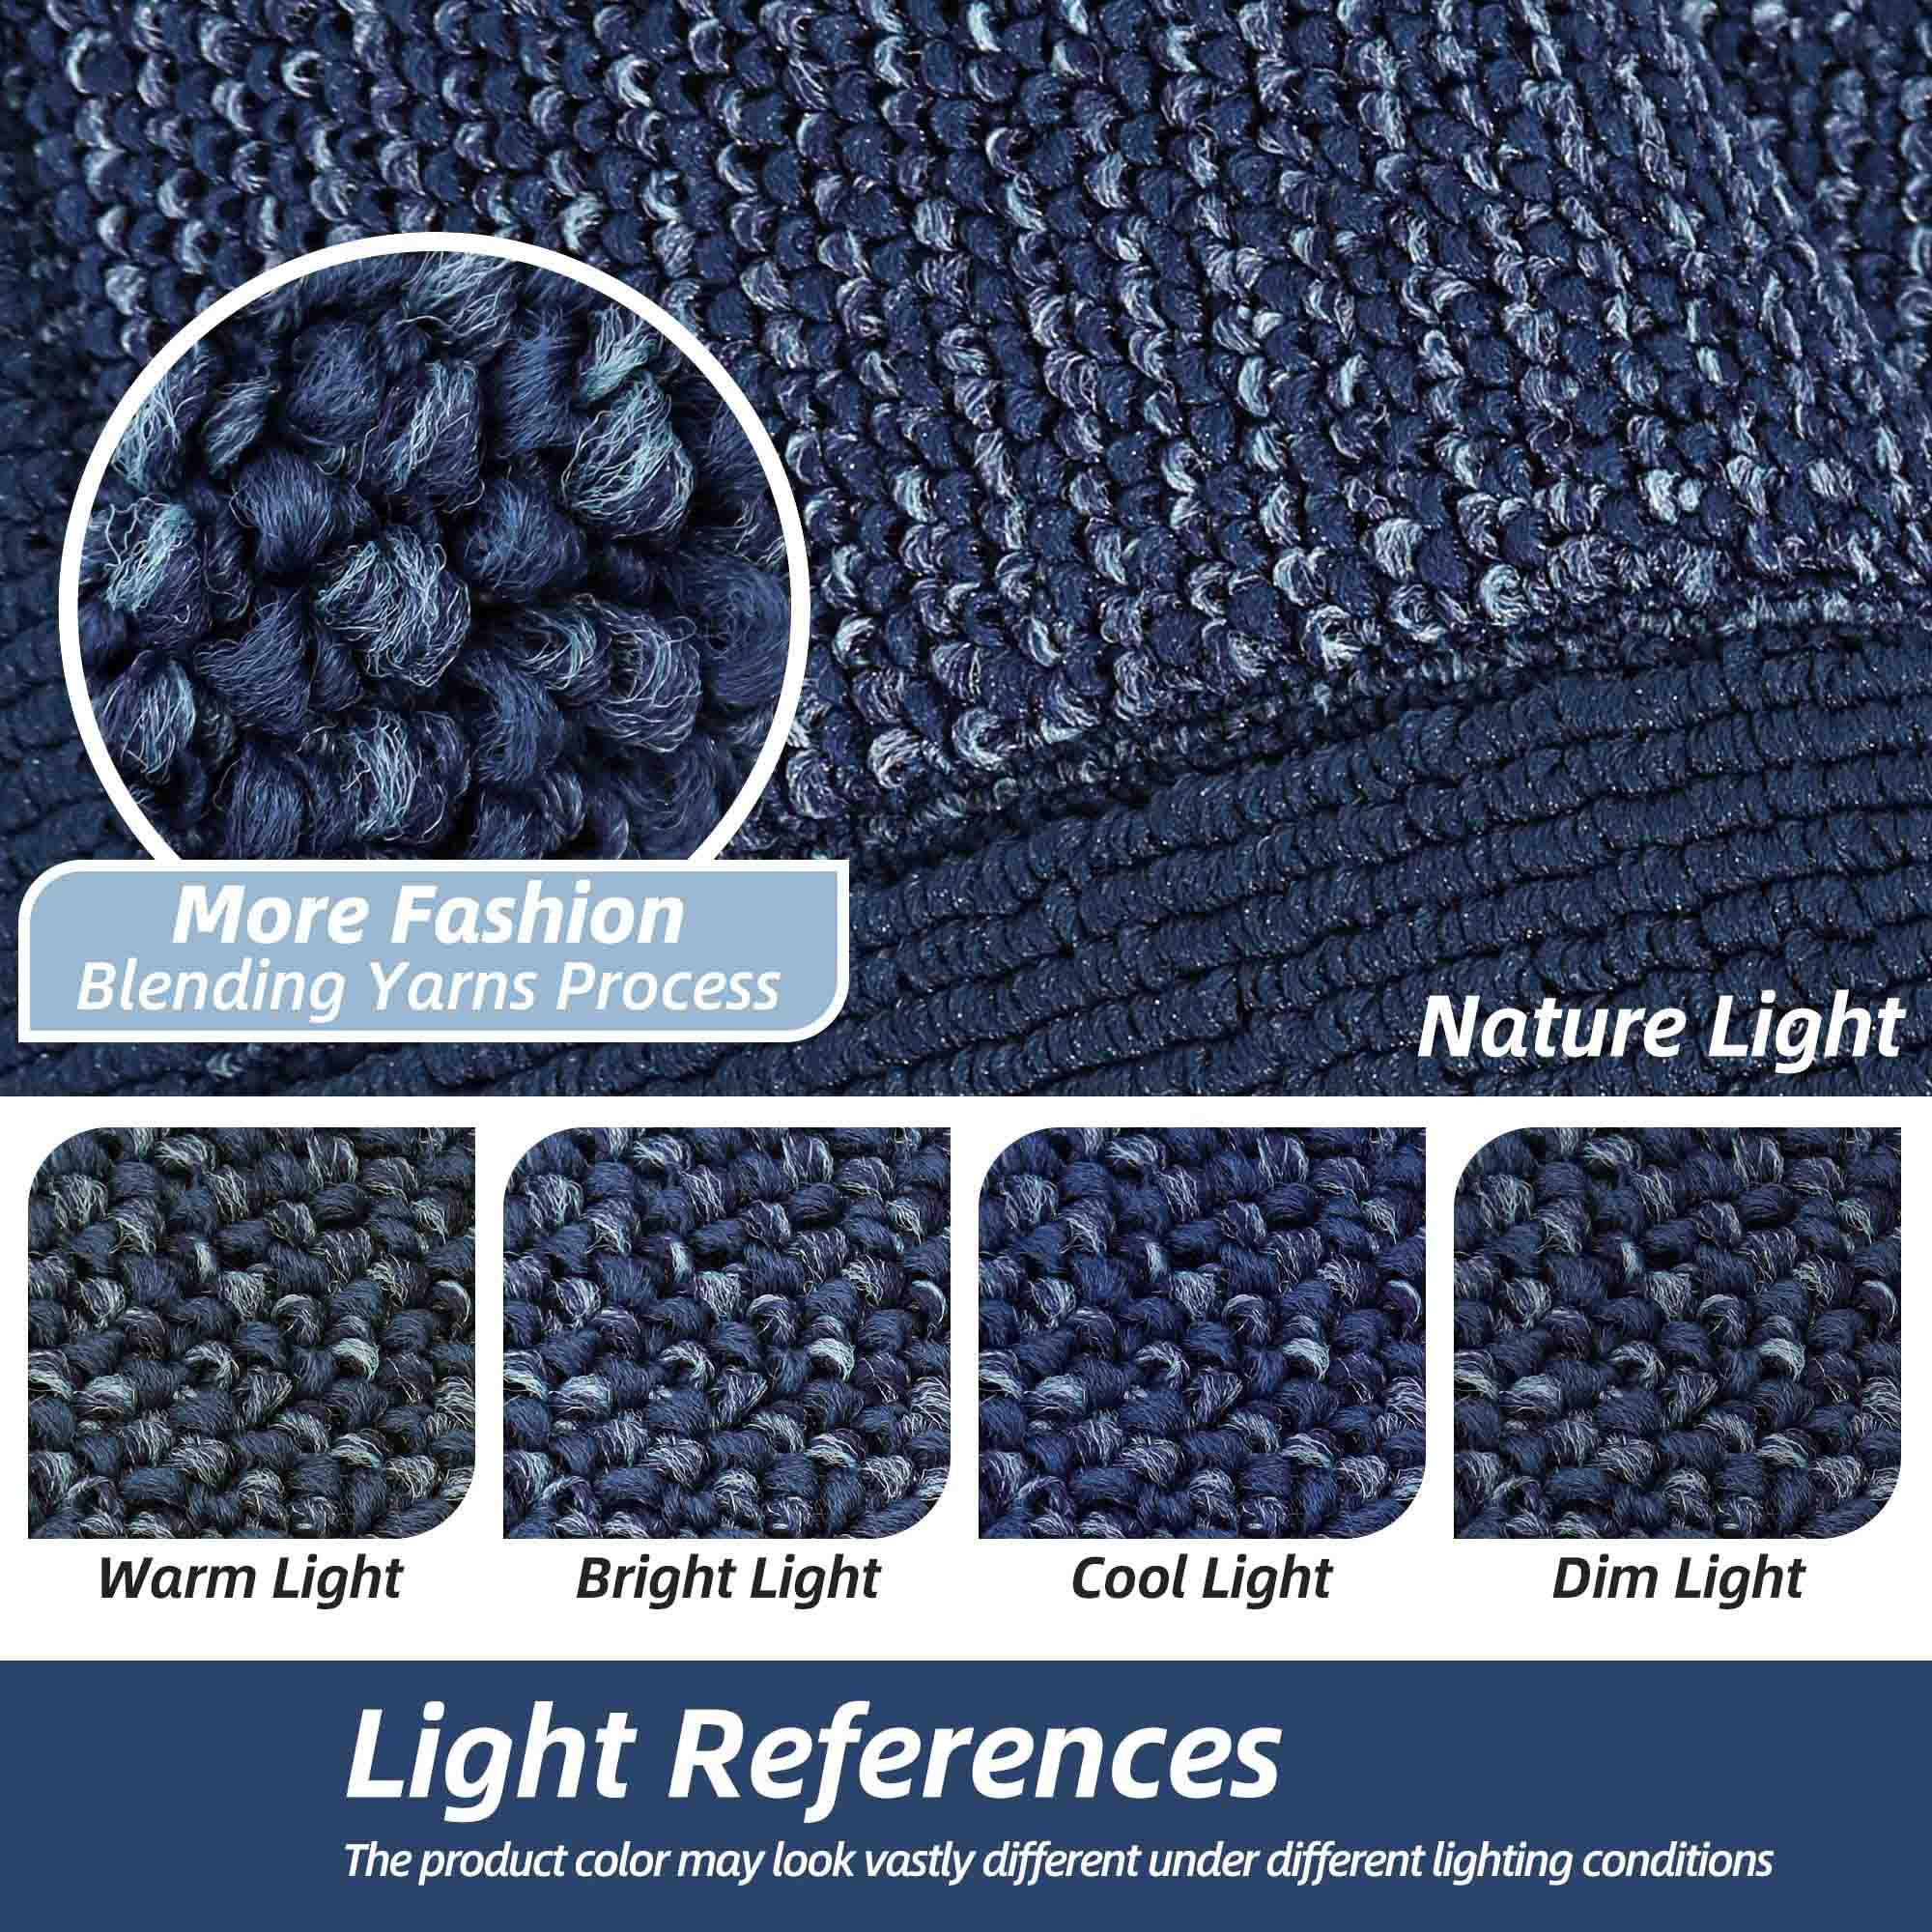 More Fashion
Blending Yarns Process
Nature Light
Warm Light
Bright Light
Cool Light
Dim Light
Light References
The product color may look vastly different under different lighting conditions